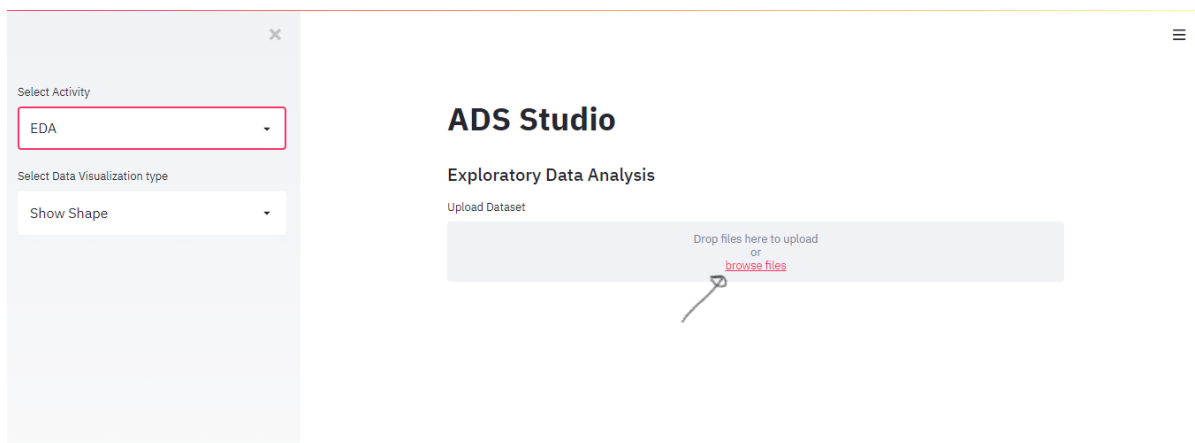 Select Activity
EDA
Select Data Visualization type
Show Shape
ADS Studio
Exploratory Data Analysis
Upload Dataset
Drop files here to upload
or
browse files